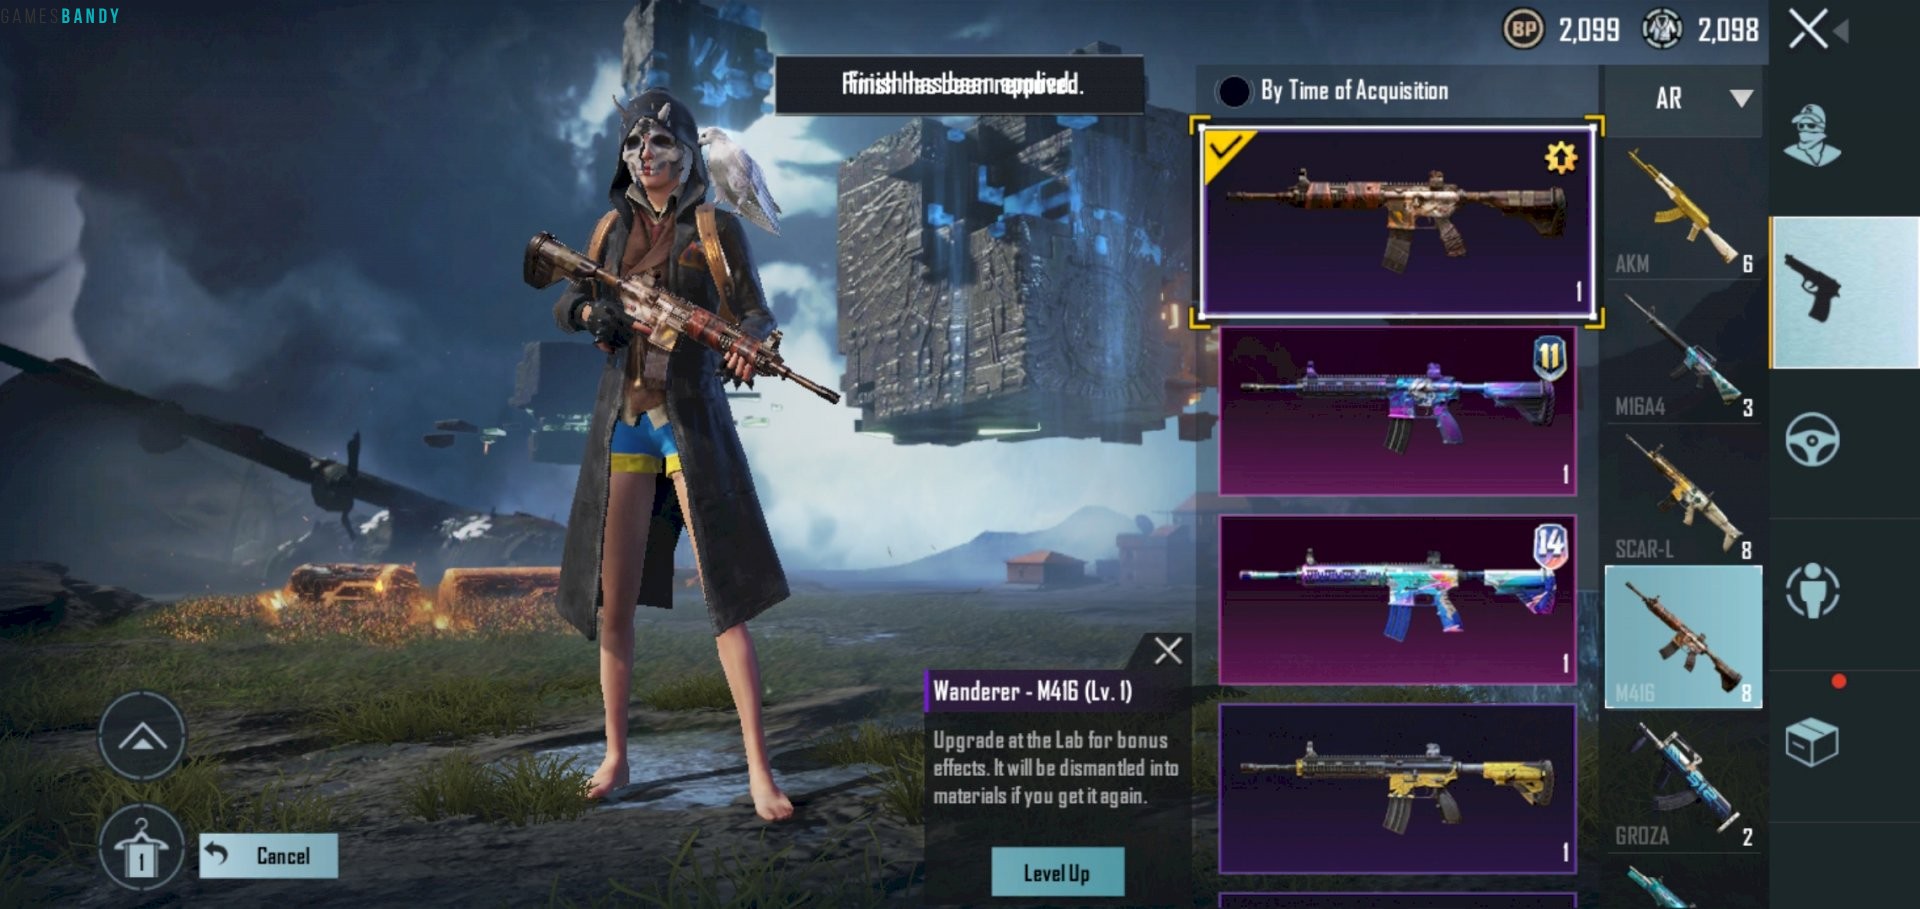 GAMESBANDY
BP 2,099 2,098
By Time of Acquisition
AR
1
AKM 6
11
1
M16A4 3
14
1
SCAR-L 8
M416 8
1
GROZA 2
Wanderer - M416 (Lv. 1)
Upgrade at the Lab for bonus
effects. It will be dismantled into
materials if you get it again.
Level Up
1
Cancel